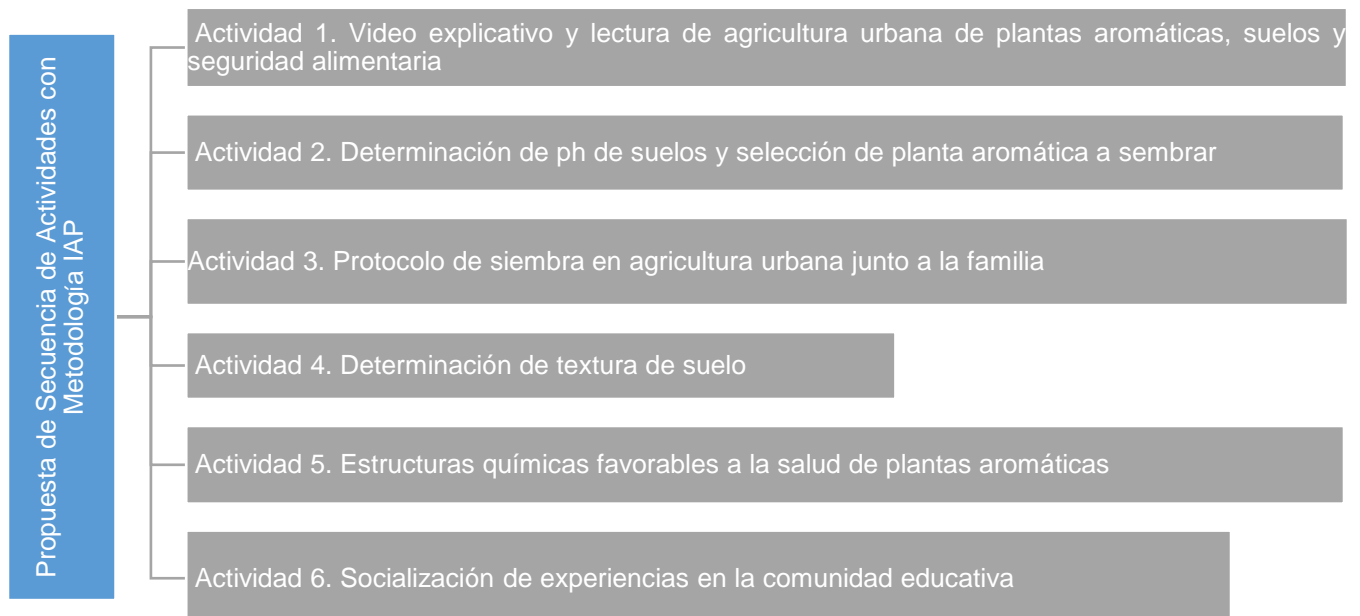 Propuesta de Secuencia de Actividades con
Metodología IAP
Actividad 1. Video explicativo y lectura de agricultura urbana de plantas aromáticas, suelos y
seguridad alimentaria
Actividad 2. Determinación de ph de suelos y selección de planta aromática a sembrar
Actividad 3. Protocolo de siembra en agricultura urbana junto a la familia
Actividad 4. Determinación de textura de suelo
Actividad 5. Estructuras químicas favorables a la salud de plantas aromáticas
Actividad 6. Socialización de experiencias en la comunidad educativa